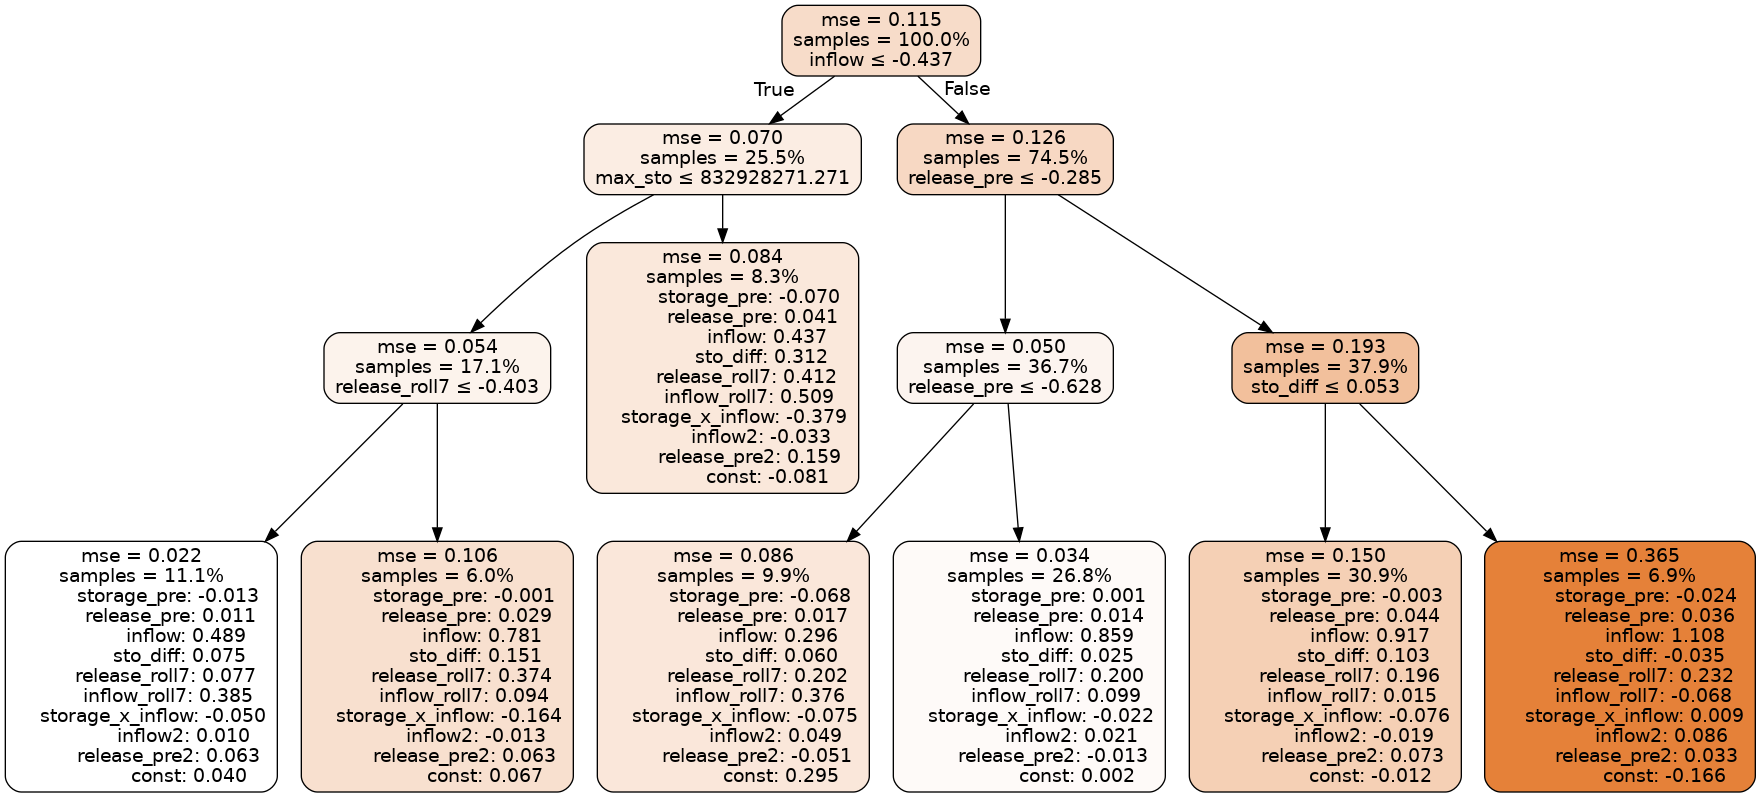 mse = 0.115
samples = 100.0%
inflow ≤ -0.437
True
False
mse = 0.070
samples = 25.5%
max_sto ≤ 832928271.271
mse = 0.126
samples = 74.5%
release_pre ≤ -0.285
mse = 0.084
samples = 8.3%
storage_pre: -0.070
release_pre: 0.041
inflow: 0.437
sto_diff: 0.312
release_roll7: 0.412
inflow_roll7: 0.509
storage_x_inflow: -0.379
inflow2: -0.033
release_pre2: 0.159
const: -0.081
mse = 0.054
samples = 17.1%
release_roll7 ≤ -0.403
mse = 0.050
samples = 36.7%
release_pre ≤ -0.628
mse = 0.193
samples = 37.9%
sto_diff ≤ 0.053
mse = 0.022
samples = 11.1%
storage_pre: -0.013
release_pre: 0.011
inflow: 0.489
sto_diff: 0.075
release_roll7: 0.077
inflow_roll7: 0.385
storage_x_inflow: -0.050
inflow2: 0.010
release_pre2: 0.063
const: 0.040
mse = 0.106
samples = 6.0%
storage_pre: -0.001
release_pre: 0.029
inflow: 0.781
sto_diff: 0.151
release_roll7: 0.374
inflow_roll7: 0.094
storage_x_inflow: -0.164
inflow2: -0.013
release_pre2: 0.063
const: 0.067
mse = 0.086
samples = 9.9%
storage_pre: -0.068
release_pre: 0.017
inflow: 0.296
sto_diff: 0.060
release_roll7: 0.202
inflow_roll7: 0.376
storage_x_inflow: -0.075
inflow2: 0.049
release_pre2: -0.051
const: 0.295
mse = 0.034
samples = 26.8%
storage_pre: 0.001
release_pre: 0.014
inflow: 0.859
sto_diff: 0.025
release_roll7: 0.200
inflow_roll7: 0.099
storage_x_inflow: -0.022
inflow2: 0.021
release_pre2: -0.013
const: 0.002
mse = 0.150
samples = 30.9%
storage_pre: -0.003
release_pre: 0.044
inflow: 0.917
sto_diff: 0.103
release_roll7: 0.196
inflow_roll7: 0.015
storage_x_inflow: -0.076
inflow2: -0.019
release_pre2: 0.073
const: -0.012
mse = 0.365
samples = 6.9%
storage_pre: -0.024
release_pre: 0.036
inflow: 1.108
sto_diff: -0.035
release_roll7: 0.232
inflow_roll7: -0.068
storage_x_inflow: 0.009
inflow2: 0.086
release_pre2: 0.033
const: -0.166